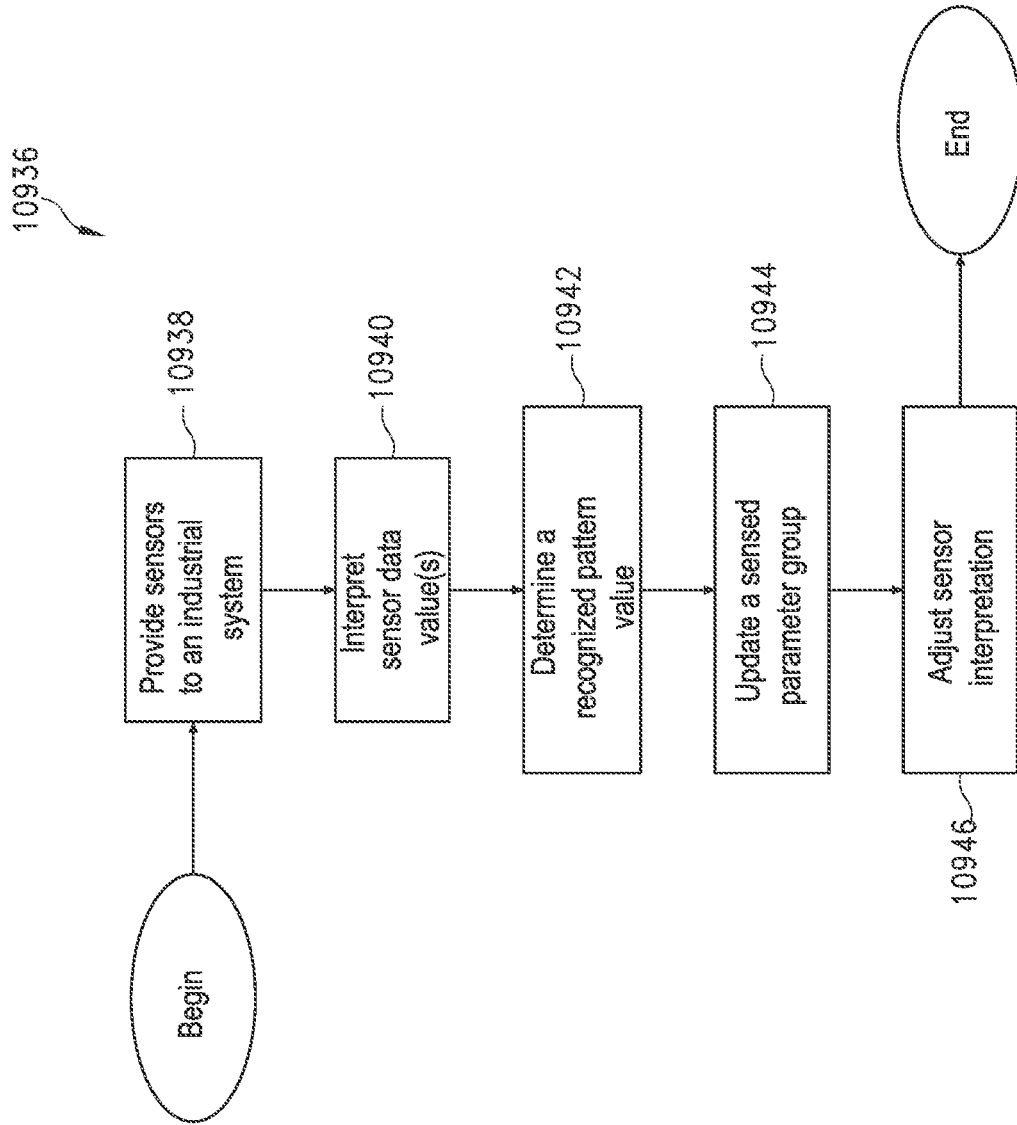 10936
Begin
Provide sensors
to an industrial
system
10938
Interpret
sensor data
value(s)
10940
Determine a
recognized pattern
value
10942
Update a sensed
parameter group
10944
Adjust sensor
interpretation
10946
End